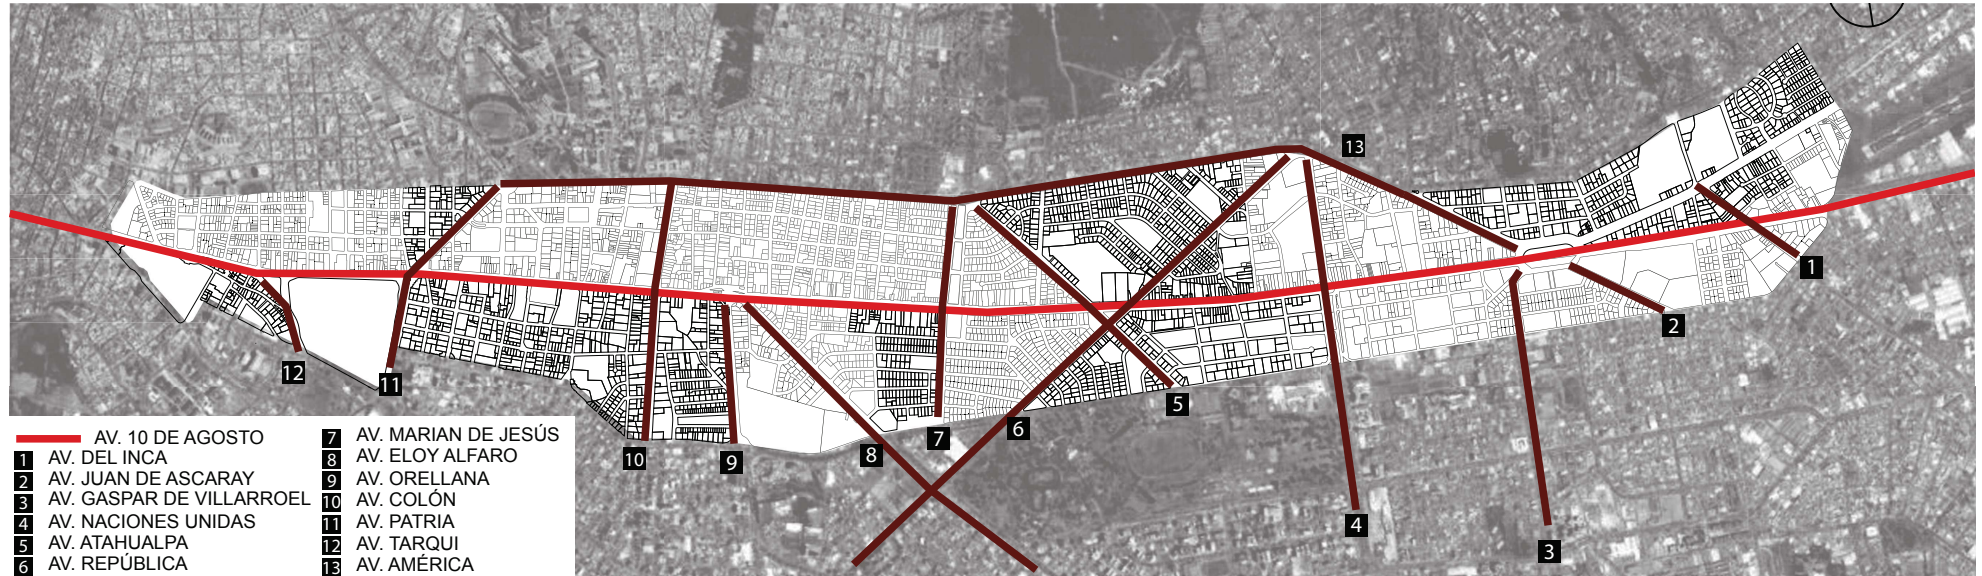 13
1
2
12
11
5
6
7
8
10
9
4
3
AV. 10 DE AGOSTO
1 AV. DEL INCA
2 AV. JUAN DE ASCARAY
3 AV. GASPAR DE VILLARROEL
4 AV. NACIONES UNIDAS
5 AV. ATAHUALPA
6 AV. REPÚBLICA
7 AV. MARIAN DE JESÚS
8 AV. ELOY ALFARO
9 AV. ORELLANA
10 AV. COLÓN
11 AV. PATRIA
12 AV. TARQUI
13 AV. AMÉRICA